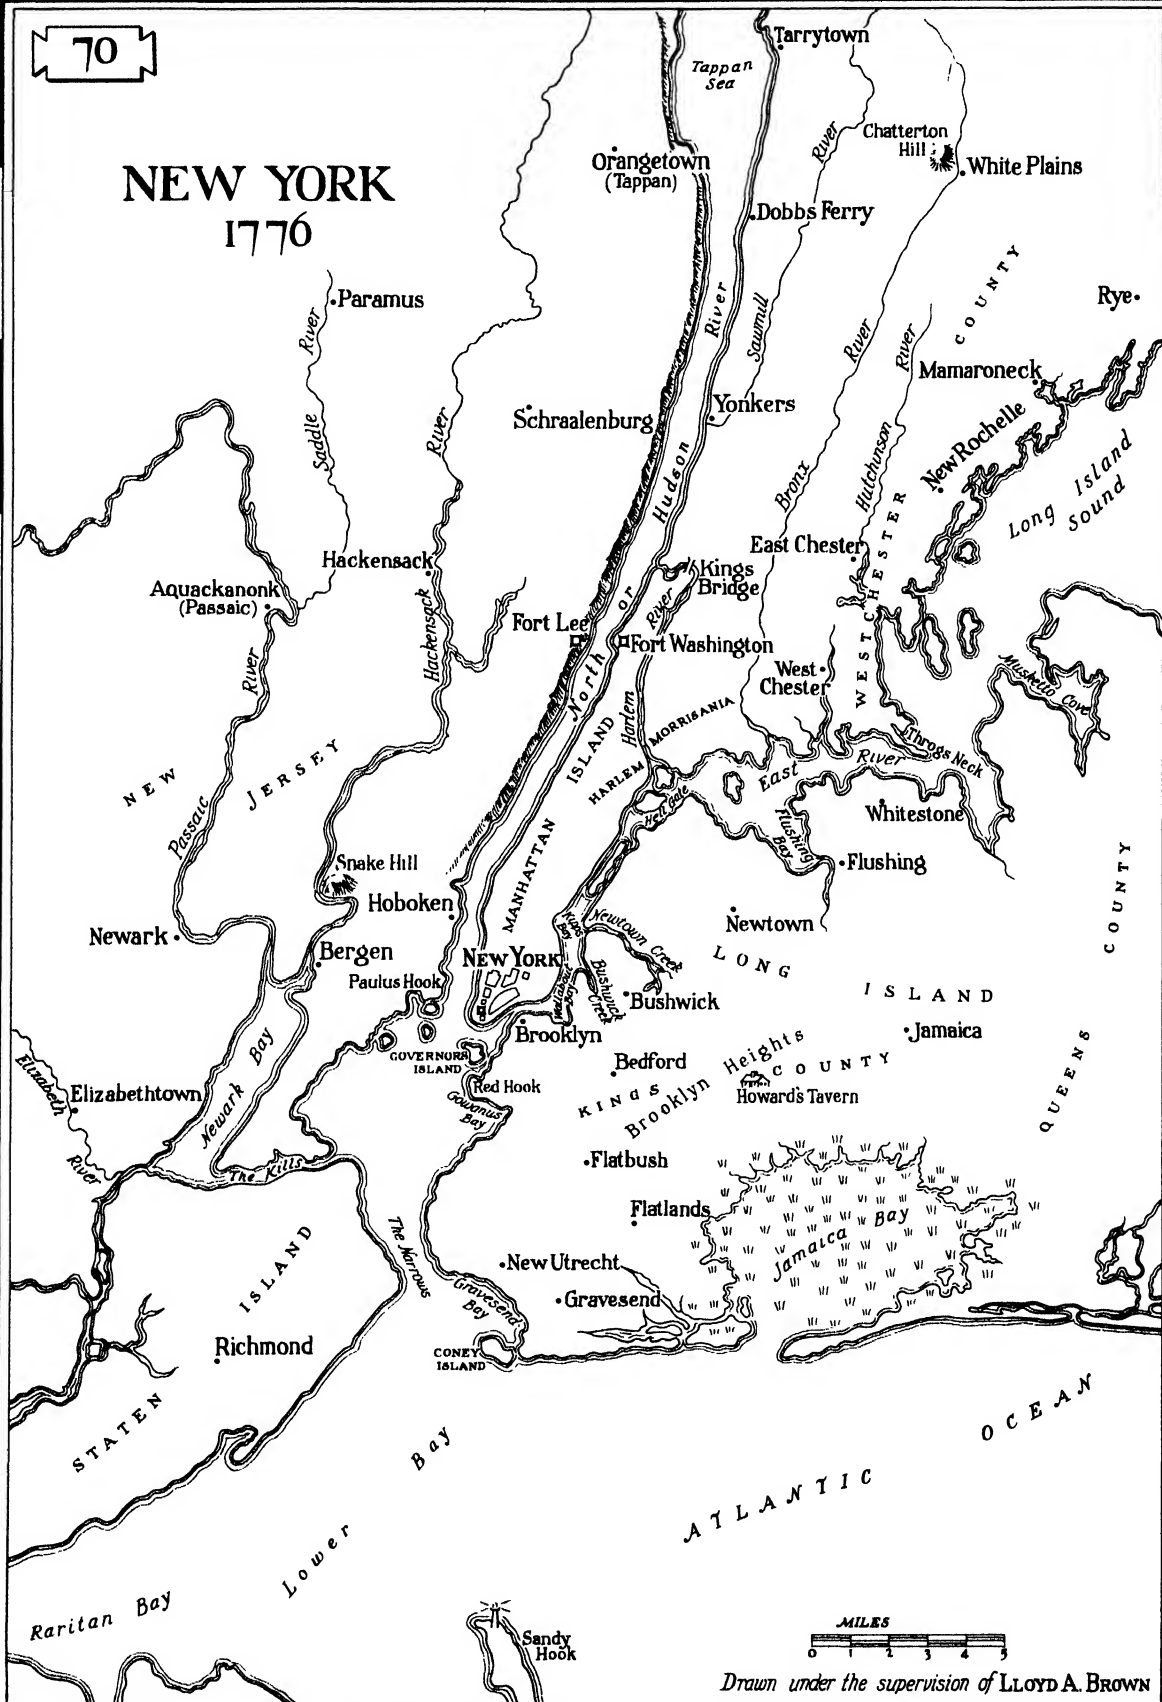 70
NEW YORK
1776
Tarrytown
Tappan
Sea
Orangetown
(Tappan)
River
Chatterton
Hill
White Plains
Dobbs Ferry
Paramus
Saddle River
Schraalenburg
River
Sawmill
Yonkers
River
River
COUNTY
Rye
Mamaroneck
New Rochelle
Long Island
Sound
River
Hudson
Bronx
Hutchinson
East Chester
WESTCHESTER
Hackensack
Aquackanonk
(Passaic)
Hackensack
Kings
Bridge
Fort Lee
or
River
Fort Washington
North
West
Chester
River
Muskello Cove
Harlem
MORRISANIA
ISLAND
HARLEM
East
River
Throgs Neck
NEW
JERSEY
Passaic
Hell Gate
Whitestone
Flushing
Bay
Flushing
MANHATTAN
Snake Hill
Hoboken
Newark
Bergen
Paulus Hook
NEW YORK
Kipps
Bay
Newtown Creek
Newtown
LONG
ISLAND
COUNTY
Bushwick
Creek
Wallabout
Bay
Bushwick
Brooklyn
Jamaica
GOVERNORS
ISLAND
Bedford
Brooklyn Heights
KINGS
COUNTY
Howard's Tavern
QUEENS
Red Hook
Gowanus
Bay
Newark Bay
Elizabeth
Elizabethtown
River
The Kills
Flatbush
Flatlands
Jamaica Bay
The Narrows
New Utrecht
Gravesend
Bay
Gravesend
ISLAND
Richmond
CONEY
ISLAND
STATEN
Bay
OCEAN
ATLANTIC
Lower
Raritan Bay
Sandy
Hook
MILES
0 1 2 3 4 5
Drawn under the supervision of LLOYD A. BROWN